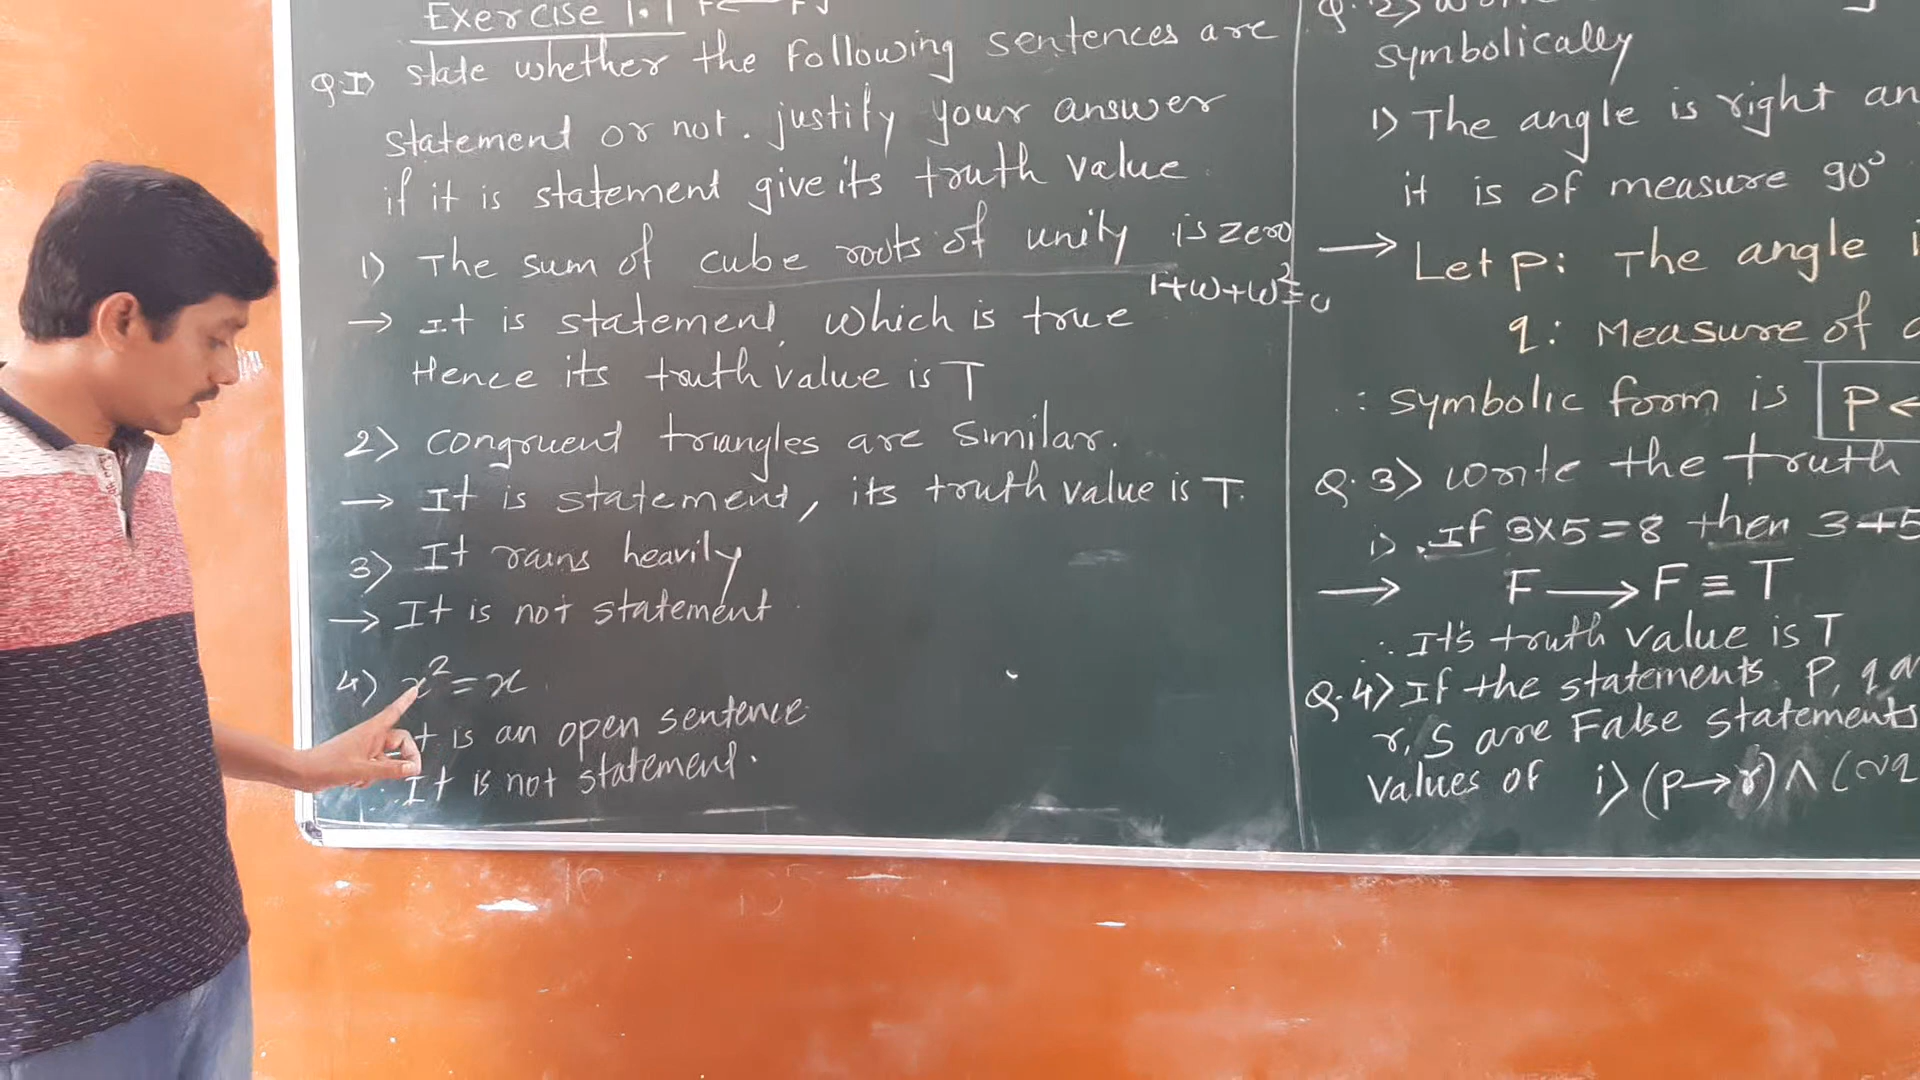 Exercise 1.1
Q.I) state whether the following sentences are
statement or not. justify your answer
if it is statement give its truth value.
1) The sum of cube roots of unity is zero
1+ω+ω²=0
→ It is statement, which is true
Hence its truth value is T
2) congruent triangles are similar.
→ It is statement, its truth value is T.
3) It rains heavily
→ It is not statement
4) x²=x
It is an open sentence
∴ It is not statement.
Q.2)
symbolically
1) The angle is right an
it is of measure 90°
→ Let p: The angle i
q: Measure of a
∴ symbolic form is p ←
Q.3) write the truth
i) If 3x5=8 then 3+5
→ F → F ≡ T
∴ It's truth value is T
Q.4) If the statements P, q a
r, s are False statements
values of i) (p→r)∧(~q